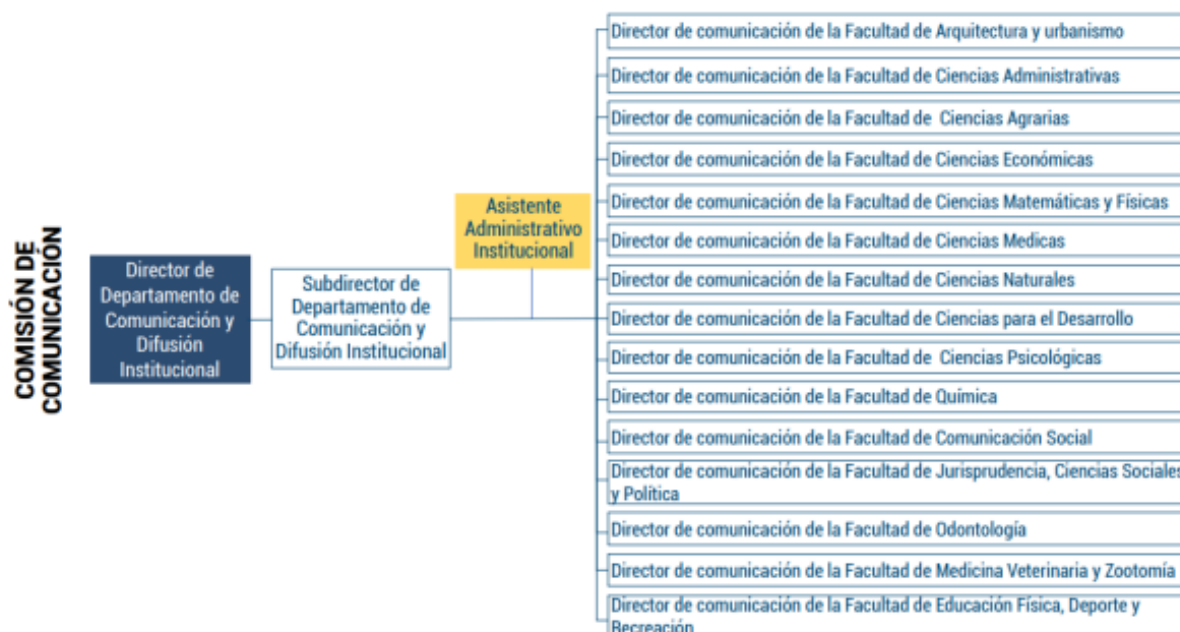 COMISIÓN DE
COMUNICACIÓN
Director de
Departamento de
Comunicación y
Difusión
Institucional
Subdirector de
Departamento de
Comunicación y
Difusión Institucional
Asistente
Administrativo
Institucional
Director de comunicación de la Facultad de Arquitectura y urbanismo
Director de comunicación de la Facultad de Ciencias Administrativas
Director de comunicación de la Facultad de Ciencias Agrarias
Director de comunicación de la Facultad de Ciencias Económicas
Director de comunicación de la Facultad de Ciencias Matemáticas y Físicas
Director de comunicación de la Facultad de Ciencias Medicas
Director de comunicación de la Facultad de Ciencias Naturales
Director de comunicación de la Facultad de Ciencias para el Desarrollo
Director de comunicación de la Facultad de Ciencias Psicológicas
Director de comunicación de la Facultad de Química
Director de comunicación de la Facultad de Comunicación Social
Director de comunicación de la Facultad de Jurisprudencia, Ciencias Sociales
y Política
Director de comunicación de la Facultad de Odontología
Director de comunicación de la Facultad de Medicina Veterinaria y Zootomía
Director de comunicación de la Facultad de Educación Física, Deporte y
Recreación